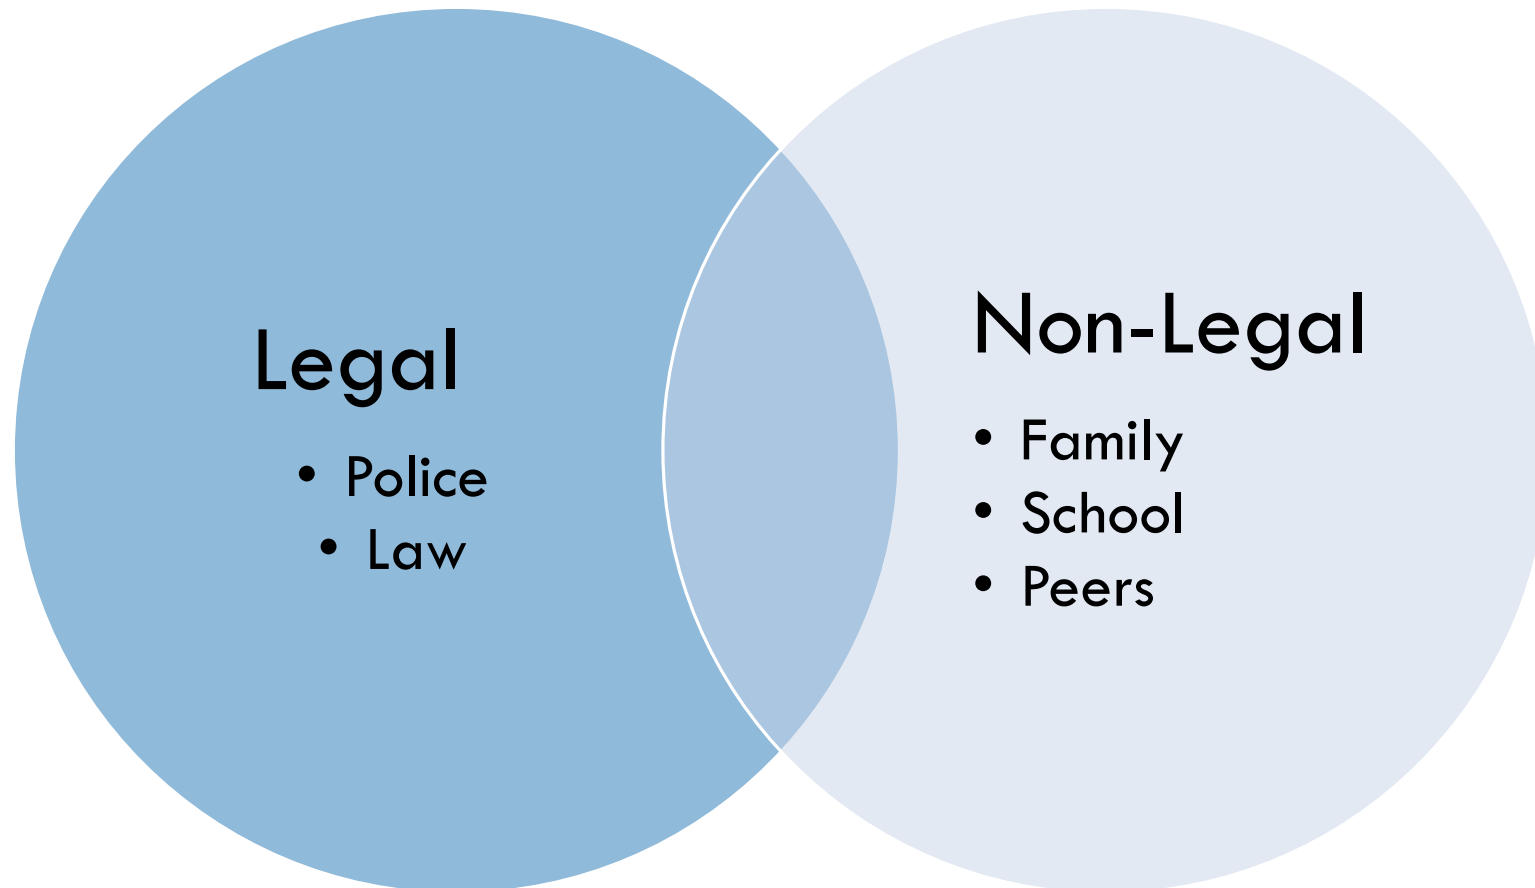 Legal
• Police
• Law
Non-Legal
• Family
• School
• Peers